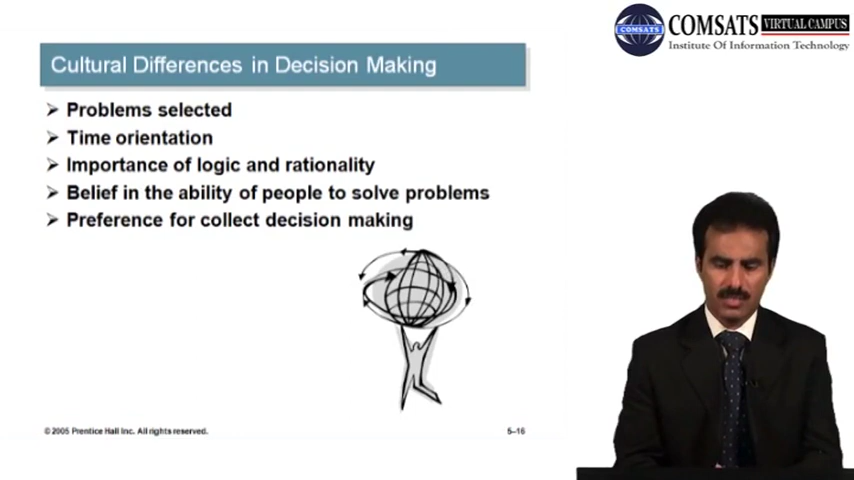 COMSATS
COMSATS VIRTUAL CAMPUS
Institute Of Information Technology
Cultural Differences in Decision Making
Problems selected
Time orientation
Importance of logic and rationality
Belief in the ability of people to solve problems
Preference for collect decision making
© 2005 Prentice Hall Inc. All rights reserved.
5–16